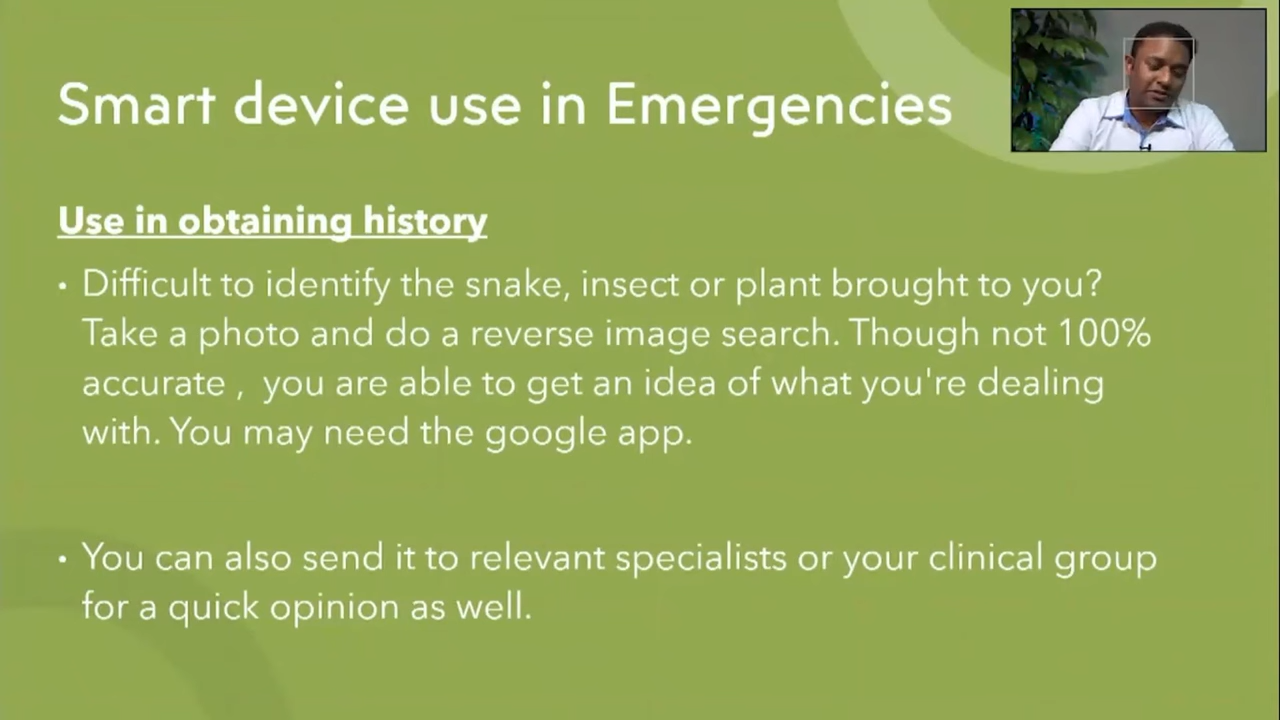 Smart device use in Emergencies
Use in obtaining history
• Difficult to identify the snake, insect or plant brought to you?
Take a photo and do a reverse image search. Though not 100%
accurate ,  you are able to get an idea of what you're dealing
with. You may need the google app.
• You can also send it to relevant specialists or your clinical group
for a quick opinion as well.